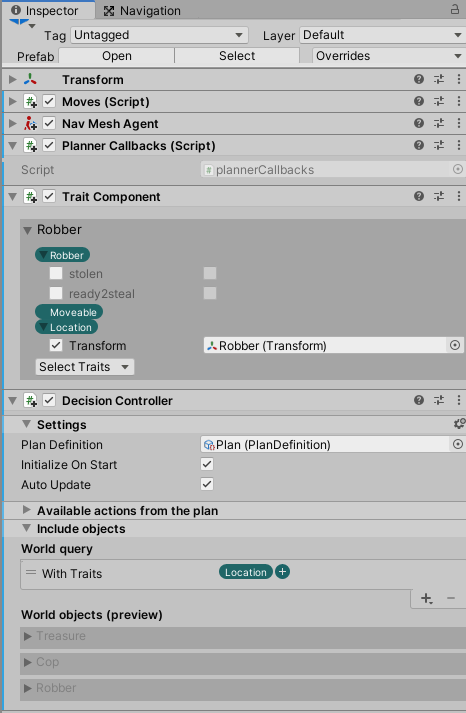 Inspector Navigation
Tag Untagged Layer Default
Prefab Open Select Overrides
Transform
Moves (Script)
Nav Mesh Agent
Planner Callbacks (Script)
Script plannerCallbacks
Trait Component
Robber
Robber
stolen
ready2steal
Moveable
Location
Transform Robber (Transform)
Select Traits
Decision Controller
Settings
Plan Definition Plan (PlanDefinition)
Initialize On Start
Auto Update
Available actions from the plan
Include objects
World query
With Traits Location
World objects (preview)
Treasure
Cop
Robber